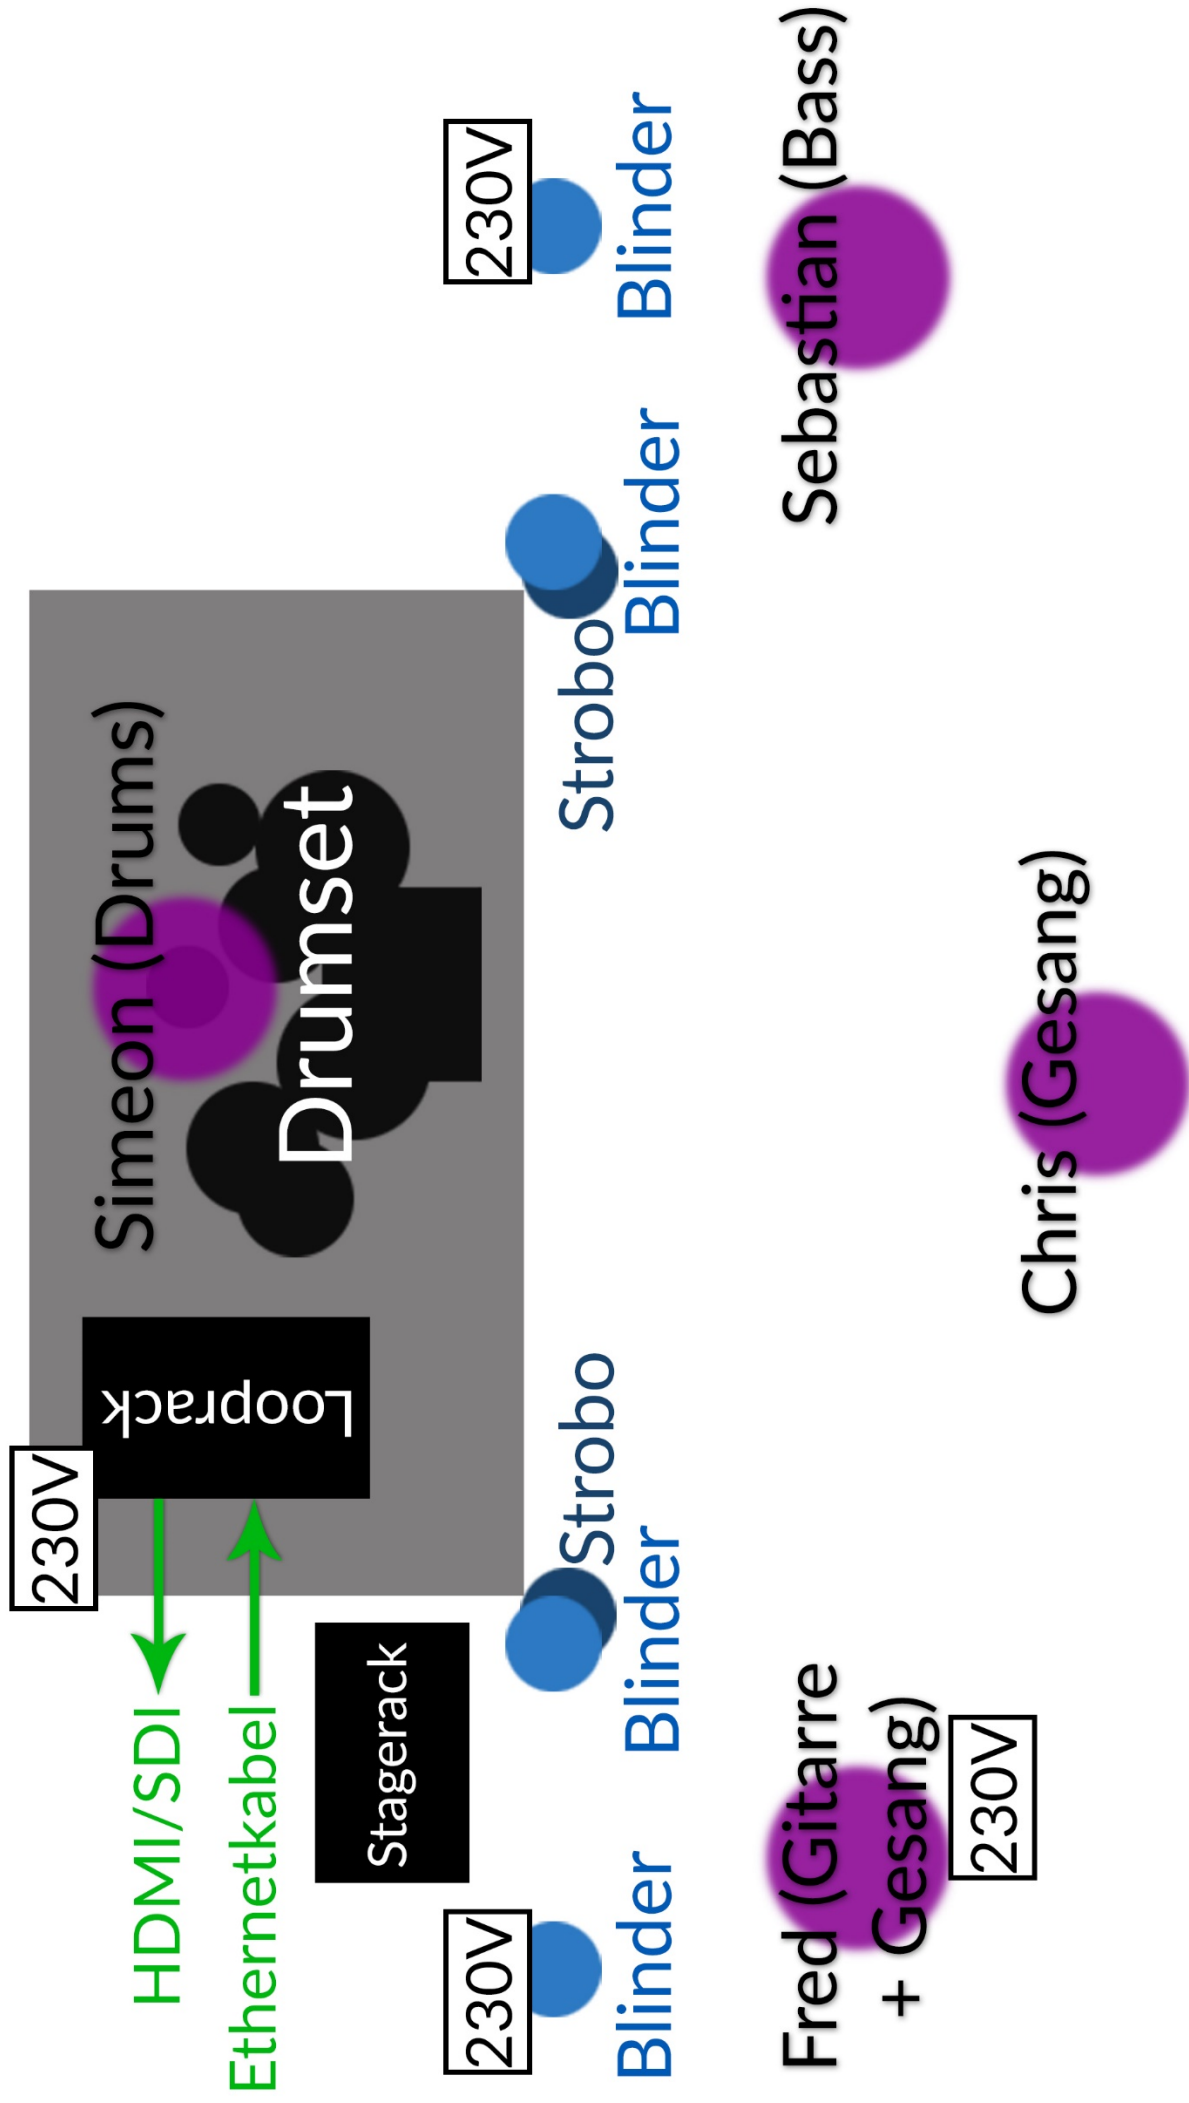 230V
Simeon (Drums)
HDMI/SDI
Looprack
Ethernetkabel
Drumset
Stagerack
230V
230V
Strobo
Strobo
Blinder
Blinder
Blinder
Blinder
Fred (Gitarre
+ Gesang)
Sebastian (Bass)
230V
Chris (Gesang)